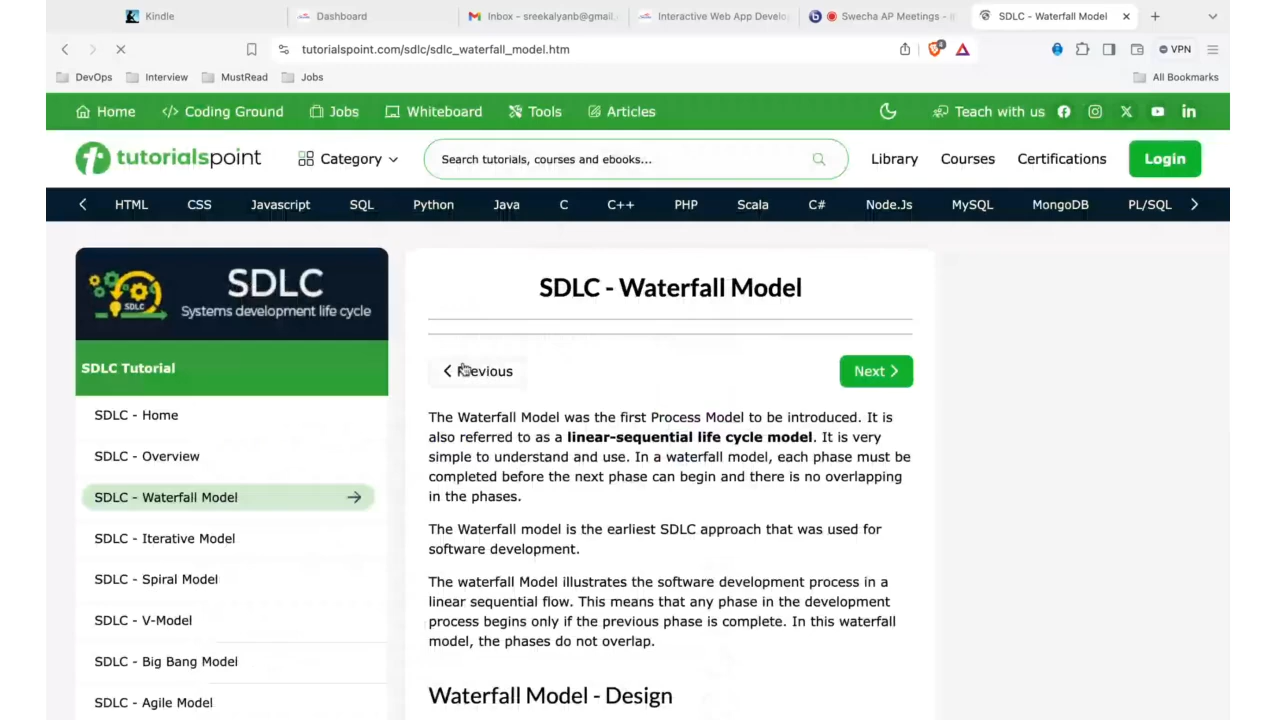 Kindle
Dashboard
Inbox - sreekalyanb@gmail.
Interactive Web App Develo
Swecha AP Meetings -
SDLC - Waterfall Model
tutorialspoint.com/sdlc/sdlc_waterfall_model.htm
4
VPN
DevOps
Interview
MustRead
Jobs
All Bookmarks
Home
</> Coding Ground
Jobs
Whiteboard
Tools
Articles
Teach with us
tutorialspoint
Category
Search tutorials, courses and ebooks...
Library
Courses
Certifications
Login
HTML
CSS
Javascript
SQL
Python
Java
C
C++
PHP
Scala
C#
Node.Js
MySQL
MongoDB
PL/SQL
SDLC
SDLC
Systems development life cycle
SDLC Tutorial
SDLC - Home
SDLC - Overview
SDLC - Waterfall Model
SDLC - Iterative Model
SDLC - Spiral Model
SDLC - V-Model
SDLC - Big Bang Model
SDLC - Agile Model
SDLC - Waterfall Model
Previous
Next
The Waterfall Model was the first Process Model to be introduced. It is
also referred to as a linear-sequential life cycle model. It is very
simple to understand and use. In a waterfall model, each phase must be
completed before the next phase can begin and there is no overlapping
in the phases.
The Waterfall model is the earliest SDLC approach that was used for
software development.
The waterfall Model illustrates the software development process in a
linear sequential flow. This means that any phase in the development
process begins only if the previous phase is complete. In this waterfall
model, the phases do not overlap.
Waterfall Model - Design